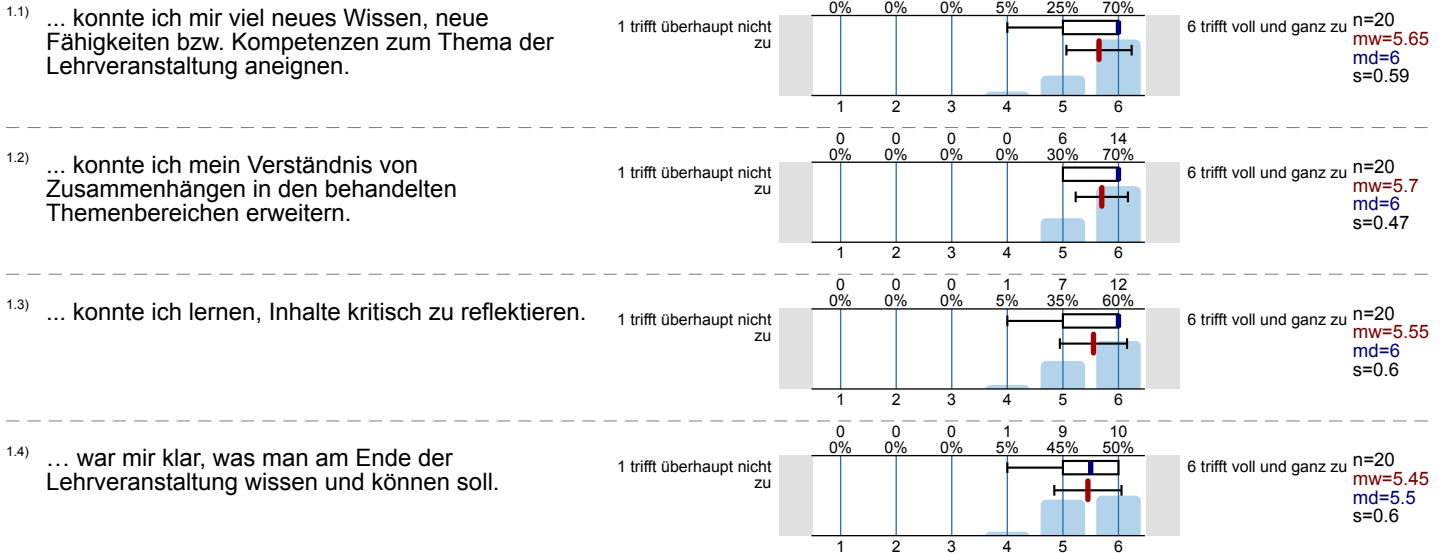 1.1) ... konnte ich mir viel neues Wissen, neue
Fähigkeiten bzw. Kompetenzen zum Thema der
Lehrveranstaltung aneignen.
0% 0% 0% 5% 25% 70%
1 trifft überhaupt nicht
zu
6 trifft voll und ganz zu
n=20
mw=5.65
md=6
s=0.59
1 2 3 4 5 6
1.2) ... konnte ich mein Verständnis von
Zusammenhängen in den behandelten
Themenbereichen erweitern.
0 0 0 0 6 14
0% 0% 0% 0% 30% 70%
1 trifft überhaupt nicht
zu
6 trifft voll und ganz zu
n=20
mw=5.7
md=6
s=0.47
1 2 3 4 5 6
1.3) ... konnte ich lernen, Inhalte kritisch zu reflektieren.
0 0 0 1 7 12
0% 0% 0% 5% 35% 60%
1 trifft überhaupt nicht
zu
6 trifft voll und ganz zu
n=20
mw=5.55
md=6
s=0.6
1 2 3 4 5 6
1.4) … war mir klar, was man am Ende der
Lehrveranstaltung wissen und können soll.
0 0 0 1 9 10
0% 0% 0% 5% 45% 50%
1 trifft überhaupt nicht
zu
6 trifft voll und ganz zu
n=20
mw=5.45
md=5.5
s=0.6
1 2 3 4 5 6